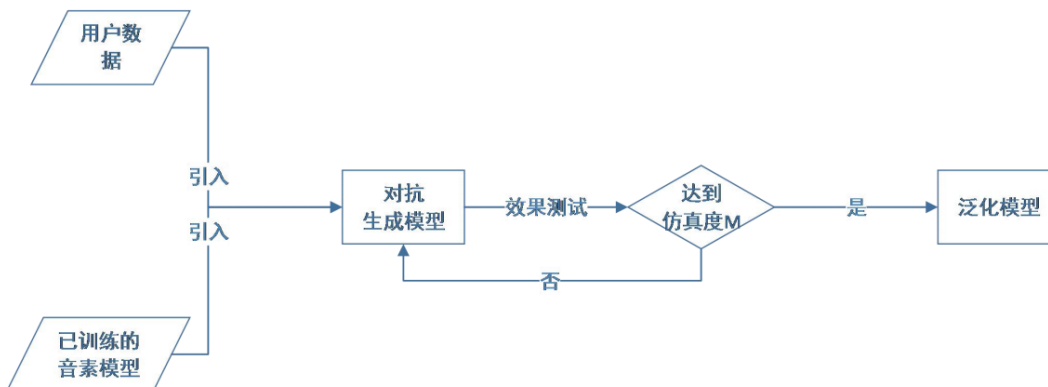 用户数
据
引入
引入
已训练的
音素模型
对抗
生成模型
效果测试
达到
仿真度M
是
否
泛化模型